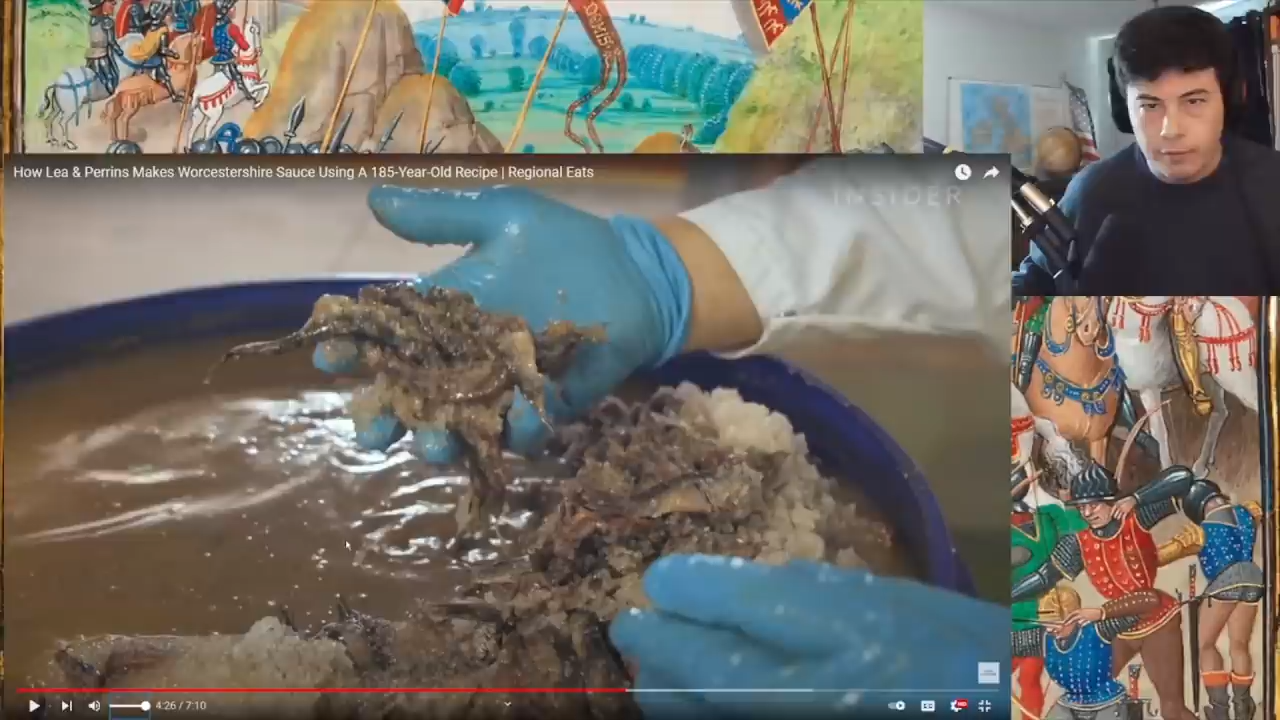 How Lea & Perrins Makes Worcestershire Sauce Using A 185-Year-Old Recipe | Regional Eats
INSIDER
4:26 / 7:10